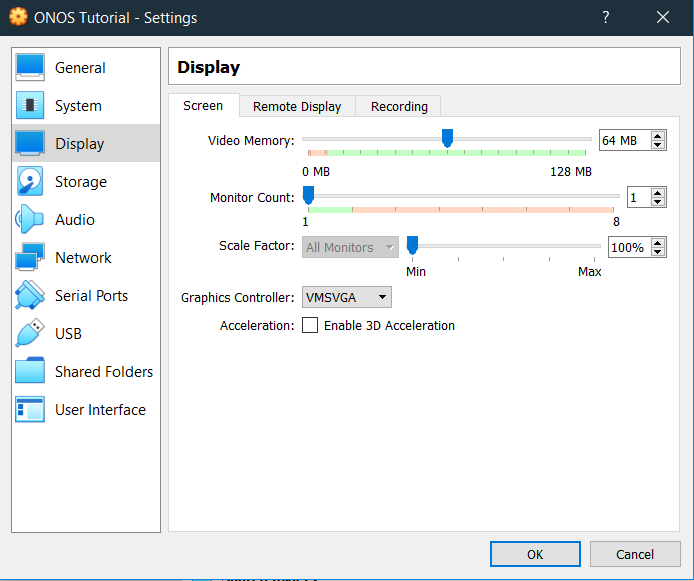 ONOS Tutorial - Settings
?
General
System
Display
Storage
Audio
Network
Serial Ports
USB
Shared Folders
User Interface
Display
Screen
Remote Display
Recording
Video Memory:
64 MB
0 MB
128 MB
Monitor Count:
1
1
8
Scale Factor:
All Monitors
100%
Min
Max
Graphics Controller:
VMSVGA
Acceleration:
Enable 3D Acceleration
OK
Cancel